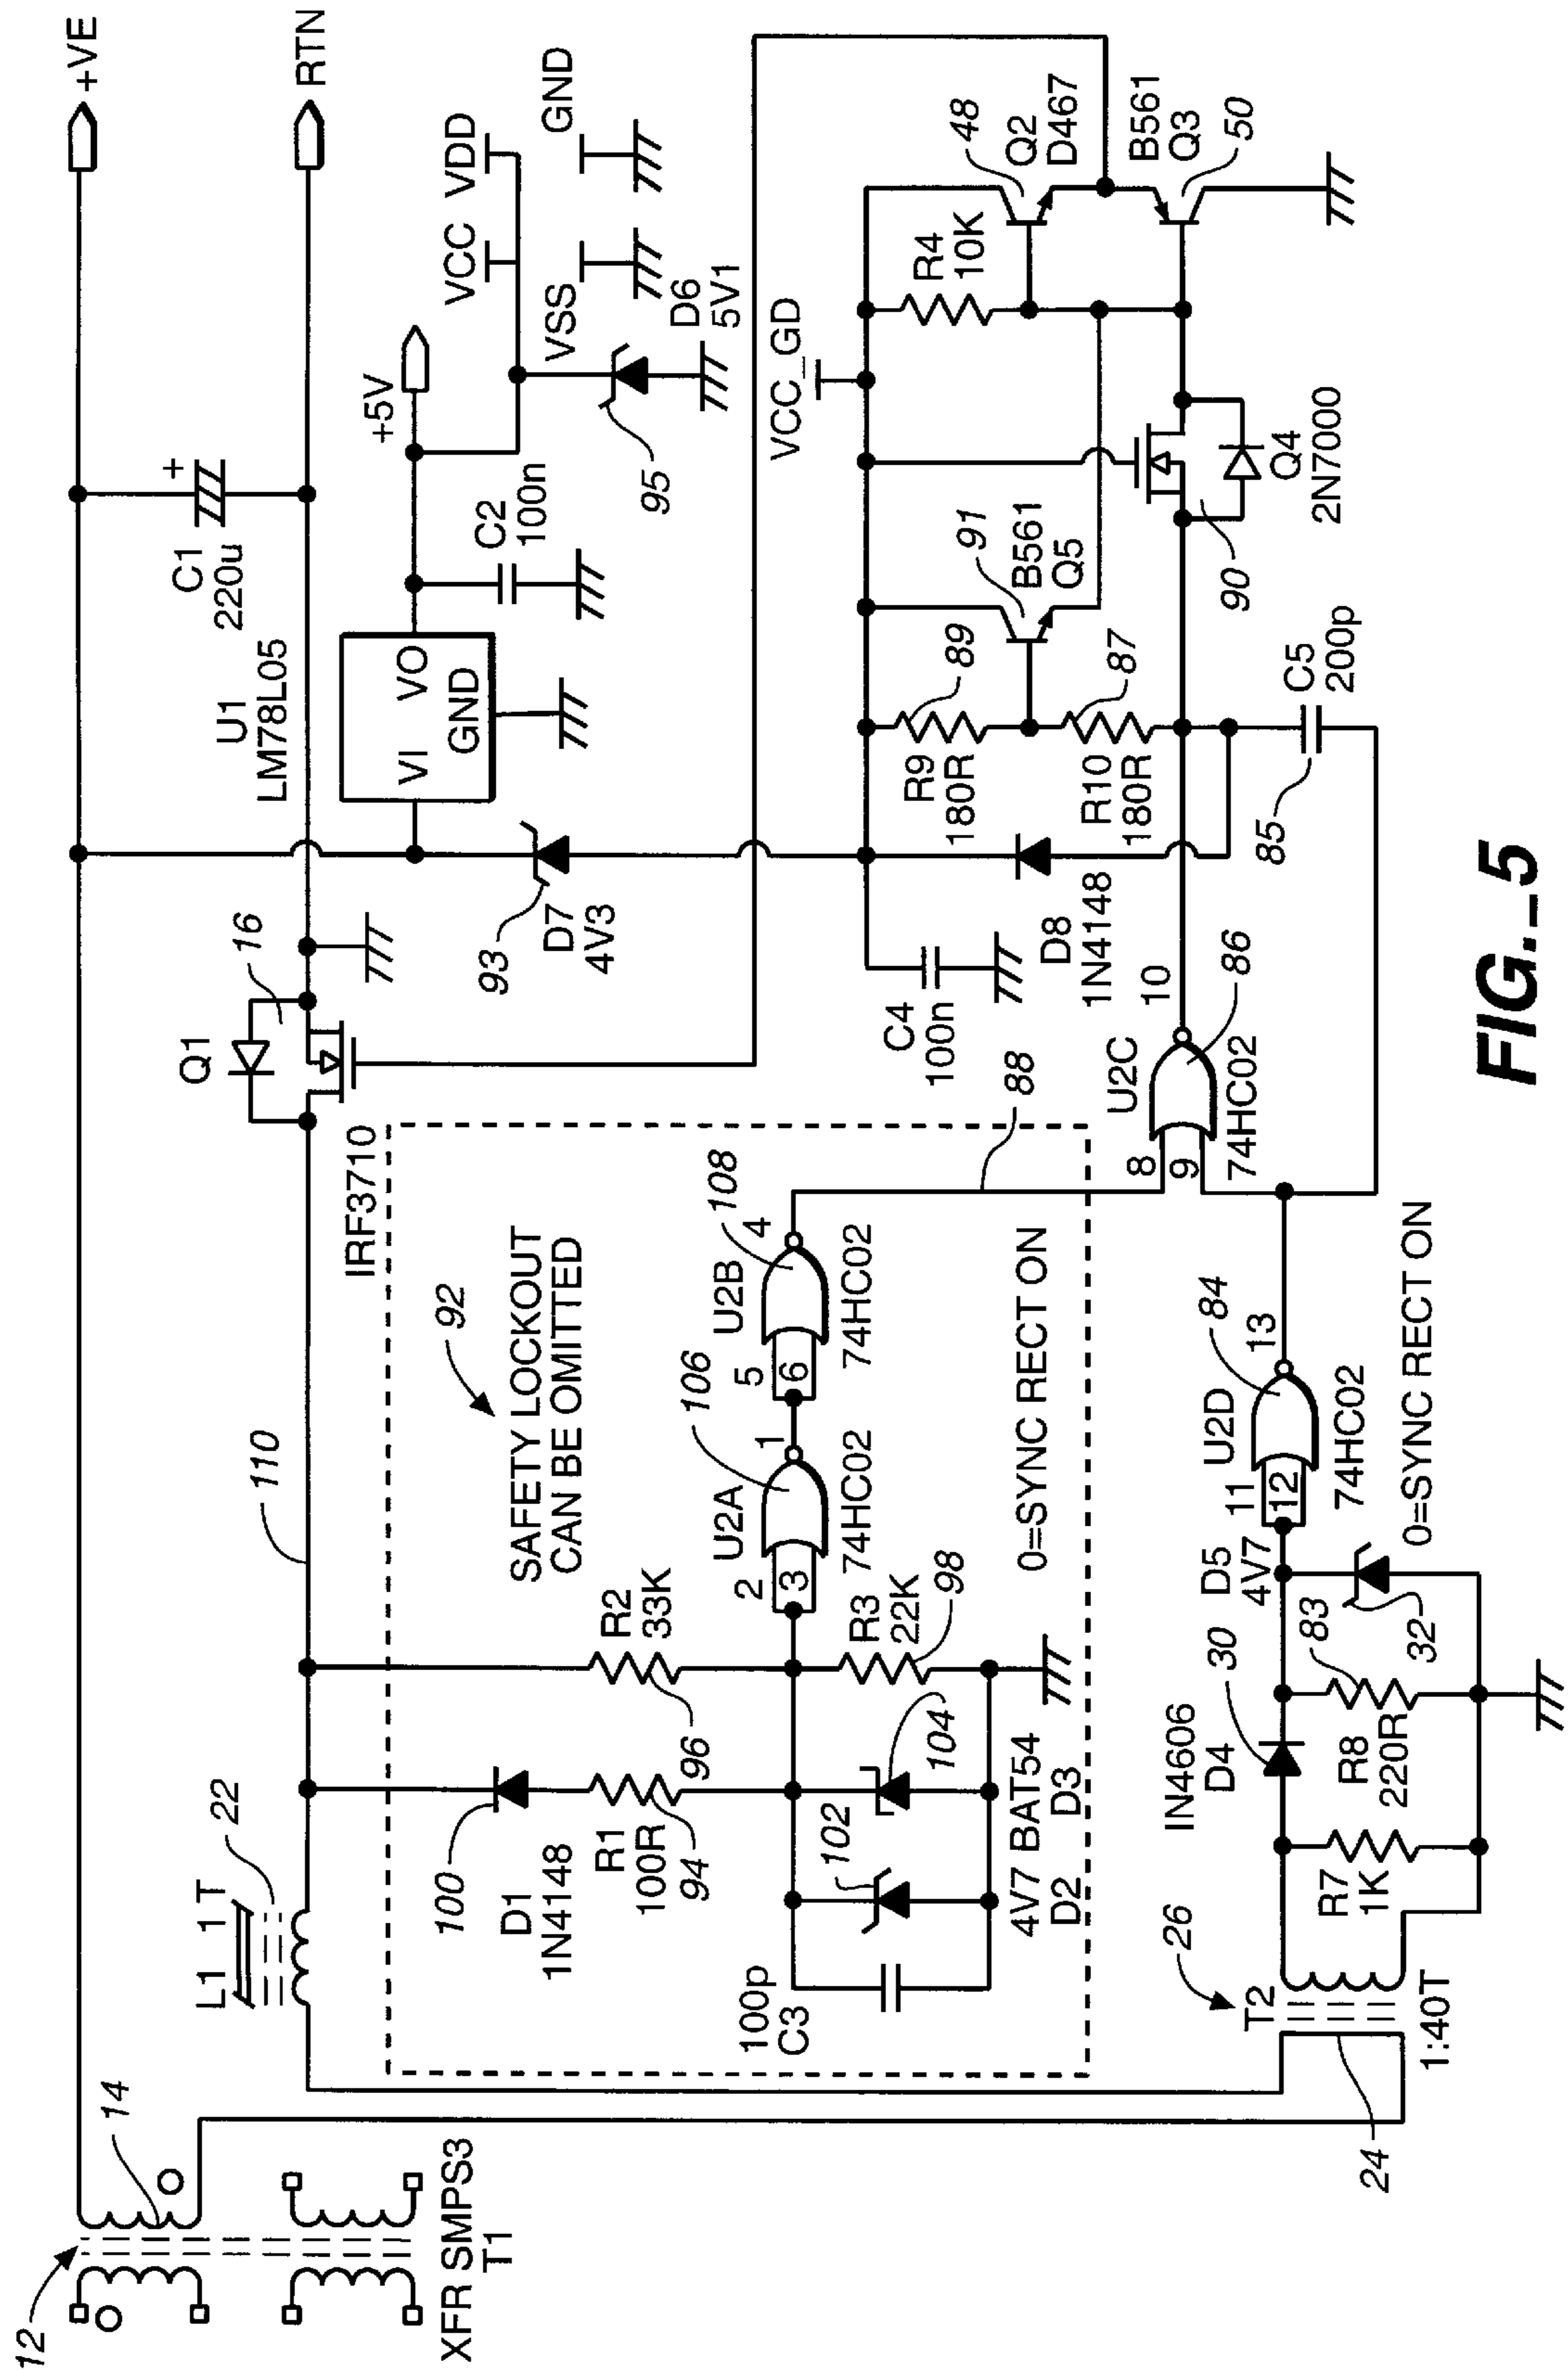 +VE
RTN
C1
220u
+
U1
LM78L05
VI
VO
GND
+5V
C2
100n
VCC
VDD
VSS
GND
D6
5V1
95
Q1
16
IRF3710
110
L1 1T
22
14
12
XFR SMPS3
T1
93
D7
4V3
VCC_GD
R4
10K
48
Q2
D467
B561
Q3
50
91
B561
Q5
89
R9
180R
87
R10
180R
Q4
2N7000
90
C4
100n
D8
1N4148
85
C5
200p
10
86
U2C
74HC02
8
9
88
92
SAFETY LOCKOUT
CAN BE OMITTED
R2
33K
96
100
D1
1N4148
R1
100R
94
106
U2A
74HC02
2
3
1
108
U2B
74HC02
5
6
4
R3
22K
98
0=SYNC RECT ON
104
102
100p
C3
4V7 BAT54
D2 D3
26
T2
1:40T
24
R7
1K
IN4606
D4
30
R8
220R
83
D5
4V7
32
11
12
U2D
74HC02
13
84
0=SYNC RECT ON
FIG._5